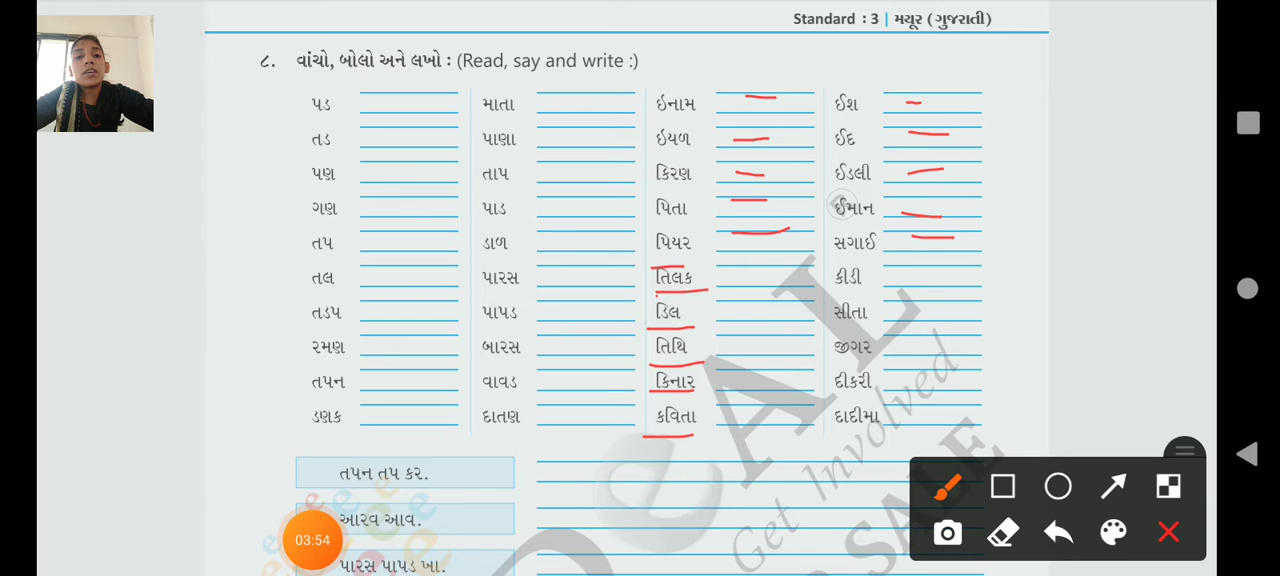 Standard : 3 | મયૂર (ગુજરાતી)
૮. વાંચો, બોલો અને લખો : (Read, say and write :)
પડ માતા ઇનામ ઈશ
તડ પાણા ઇયળ ઈદ
પણ તાપ કિરણ ઈડલી
ગણ પાડ પિતા ઈમાન
તપ ડાળ પિયર સગાઈ
તલ પારસ તિલક કીડી
તડપ પાપડ ડિલ સીતા
રમણ બારસ તિથિ જીગર
તપન વાવડ કિનાર દીકરી
ડણક દાતણ કવિતા દાદીમા
તપન તપ કર.
આરવ આવ.
પારસ પાપડ ખા.
DeAL
Get Involved
SALE
03:54